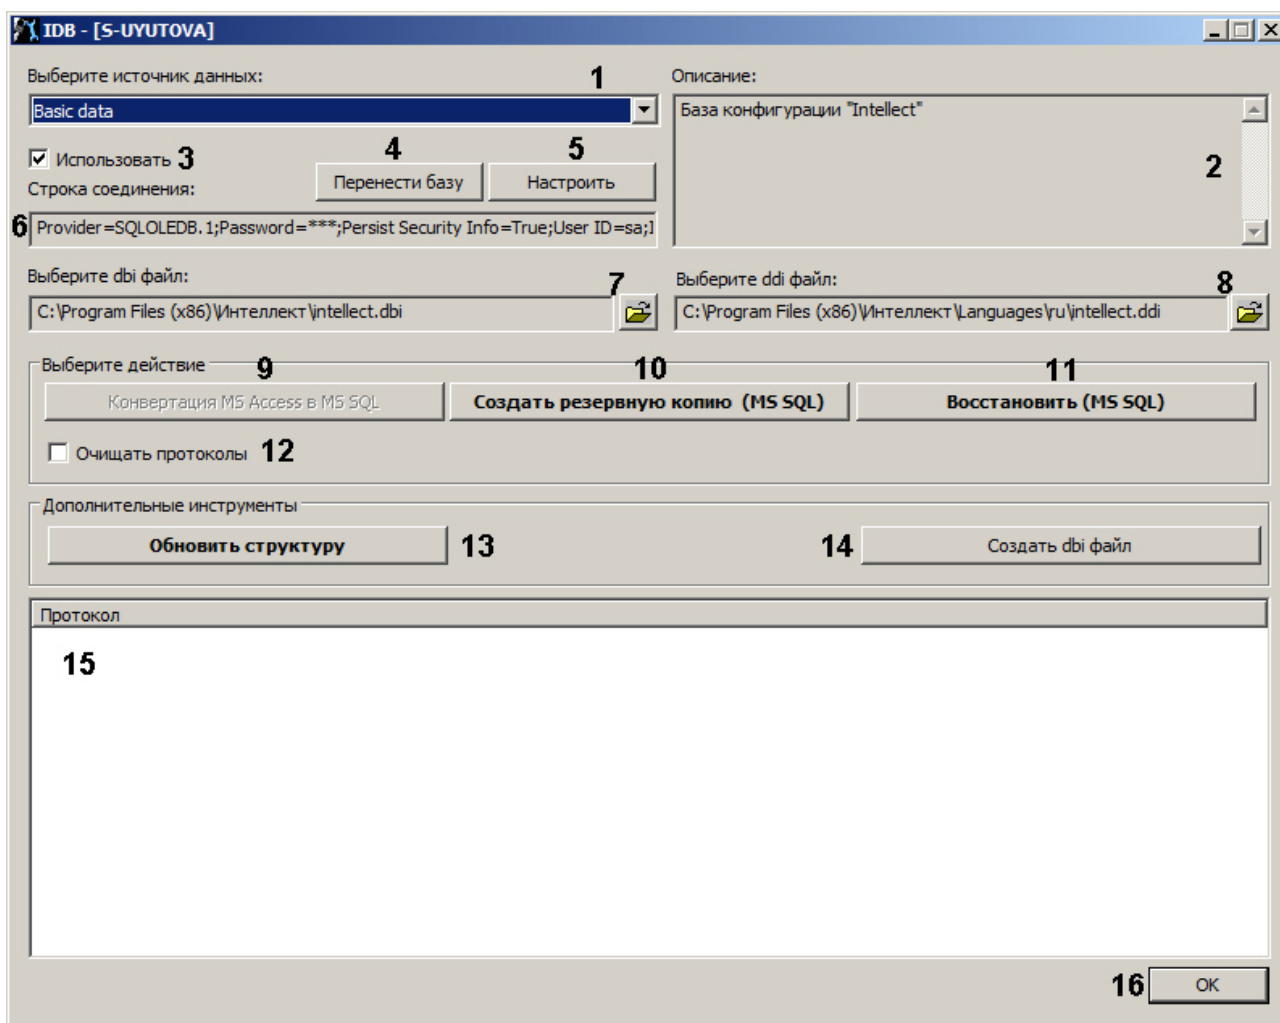 IDB - [S-UYUTOVA]
Выберите источник данных: 1 Описание:
Basic data
База конфигурации "Intellect"
3 4 5 2
Использовать
Перенести базу Настроить
Строка соединения:
6 Provider=SQLOLEDB.1;Password=***;Persist Security Info=True;User ID=sa;I
Выберите dbi файл: 7 Выберите ddi файл: 8
C:\Program Files (x86)\Интеллект\intellect.dbi C:\Program Files (x86)\Интеллект\Languages\ru\intellect.ddi
Выберите действие 9 10 11
Конвертация MS Access в MS SQL Создать резервную копию (MS SQL) Восстановить (MS SQL)
Очищать протоколы 12
Дополнительные инструменты
Обновить структуру 13 14 Создать dbi файл
Протокол
15
16 OK